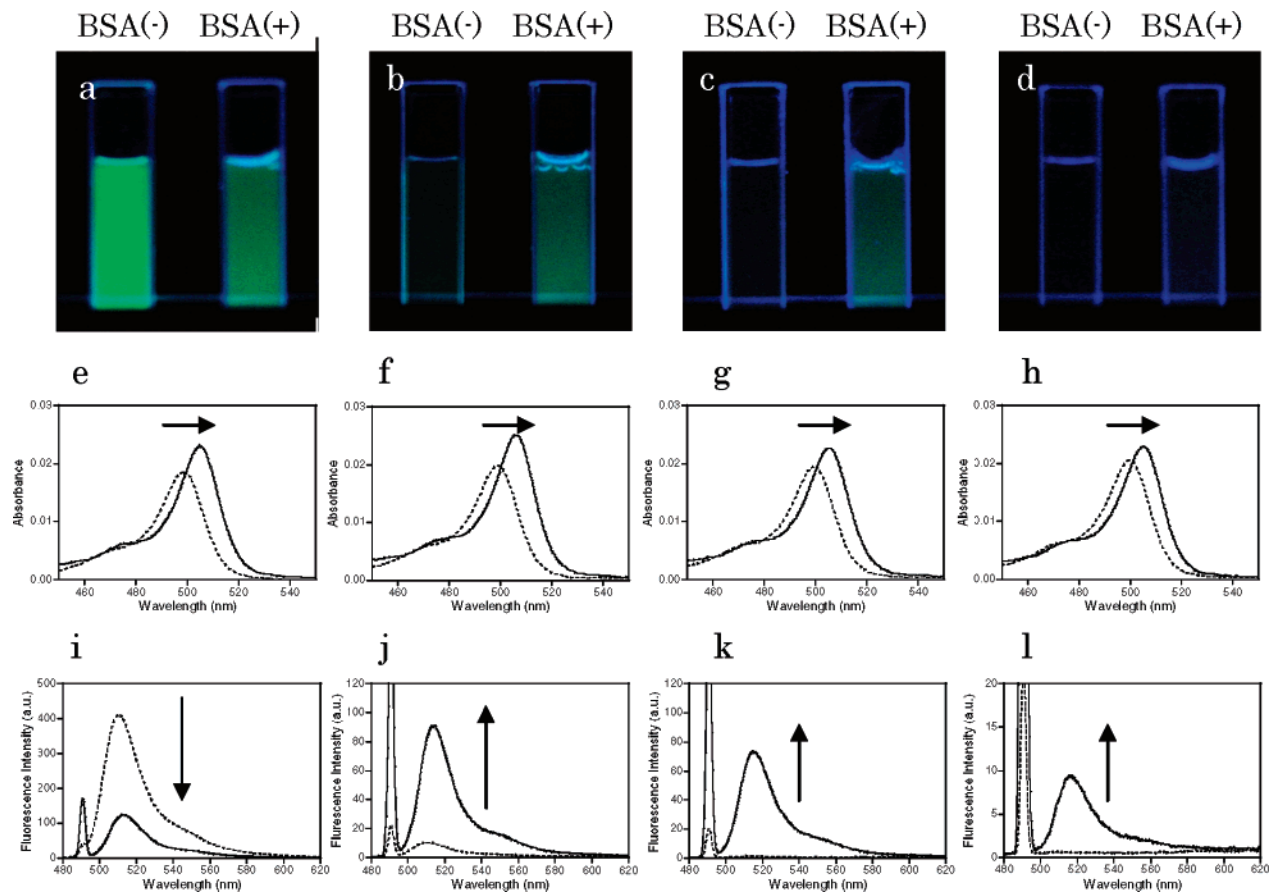 BSA(-) BSA(+) BSA(-) BSA(+) BSA(-) BSA(+) BSA(-) BSA(+)
a b c d
e f g h
0.03 0.03 0.03 0.03
0.02 0.02 0.02 0.02
0.01 0.01 0.01 0.01
0.00 0.00 0.00 0.00
Absorbance Absorbance Absorbance Absorbance
460 480 500 520 540 460 480 500 520 540 460 480 500 520 540 460 480 500 520 540
Wavelength (nm) Wavelength (nm) Wavelength (nm) Wavelength (nm)
i j k l
500 120 120 20
400 100 100 15
300 80 80 10
200 60 60 5
100 40 40 0
0 20 20
0 0
Fluorescence Intensity (a.u.) Flurescence Intensity (a.u.) Flurescence Intensity (a.u.) Flurescence Intensity (a.u.)
480 500 520 540 560 580 600 620 480 500 520 540 560 580 600 620 480 500 520 540 560 580 600 620 480 500 520 540 560 580 600 620
Wavelength (nm) Wavelength (nm) Wavelength (nm) Wavelength (nm)